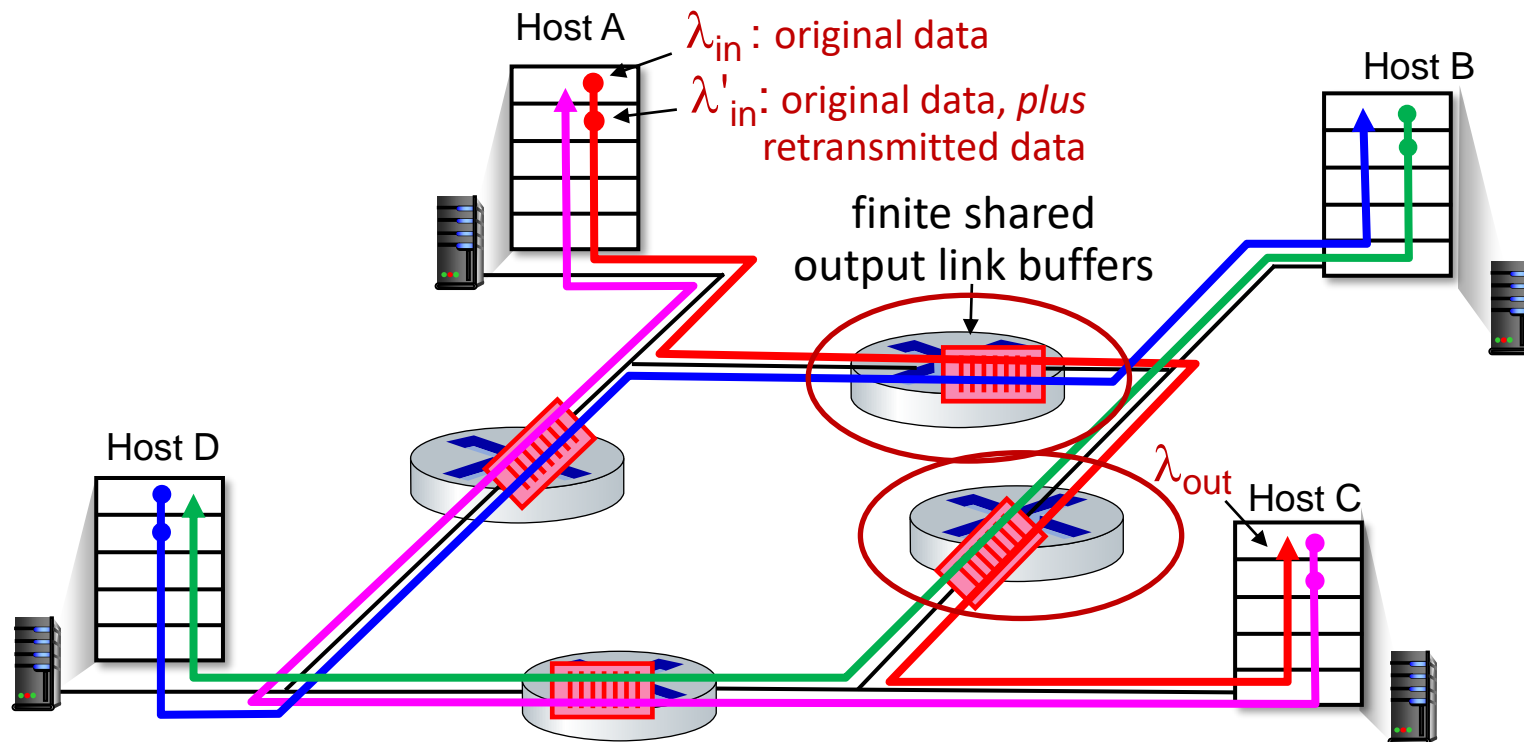 Host A
λin : original data
λ'in: original data, plus
retransmitted data
Host B
finite shared
output link buffers
Host D
λout
Host C